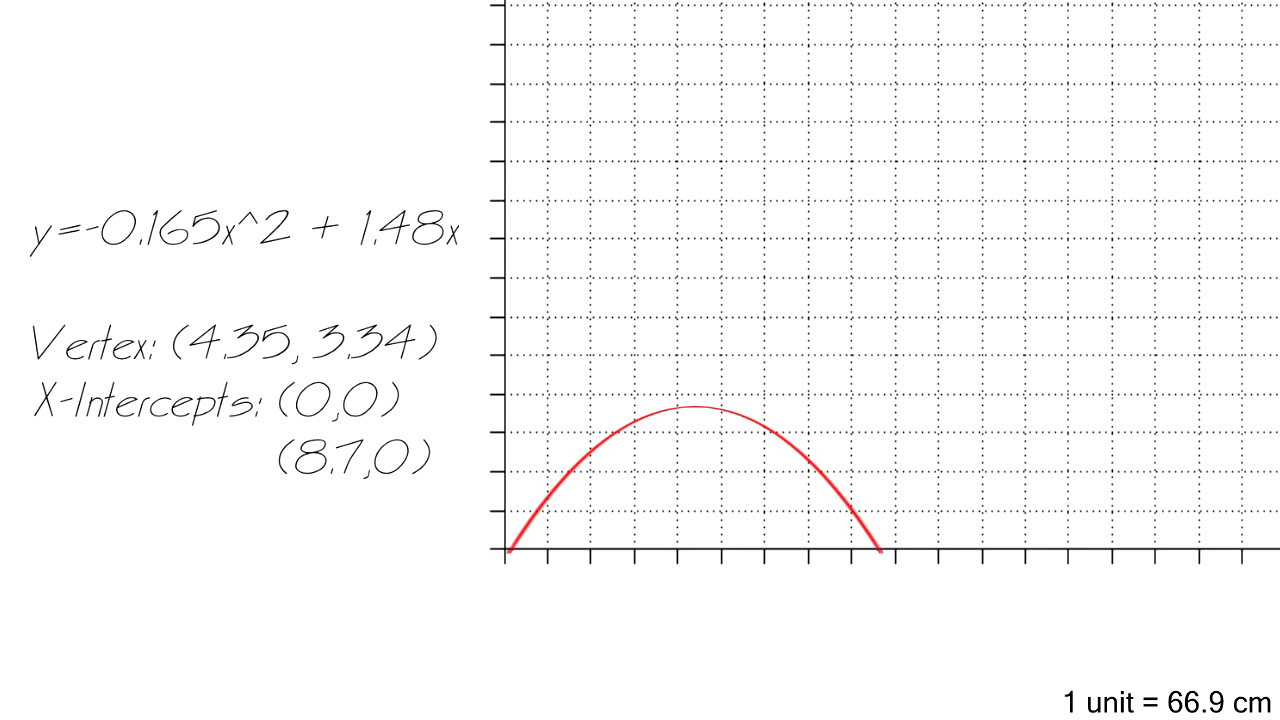 y=-0.165x^2 + 1.48x
Vertex: (4.35, 3.34)
X-Intercepts: (0,0)
(8.7,0)
1 unit = 66.9 cm